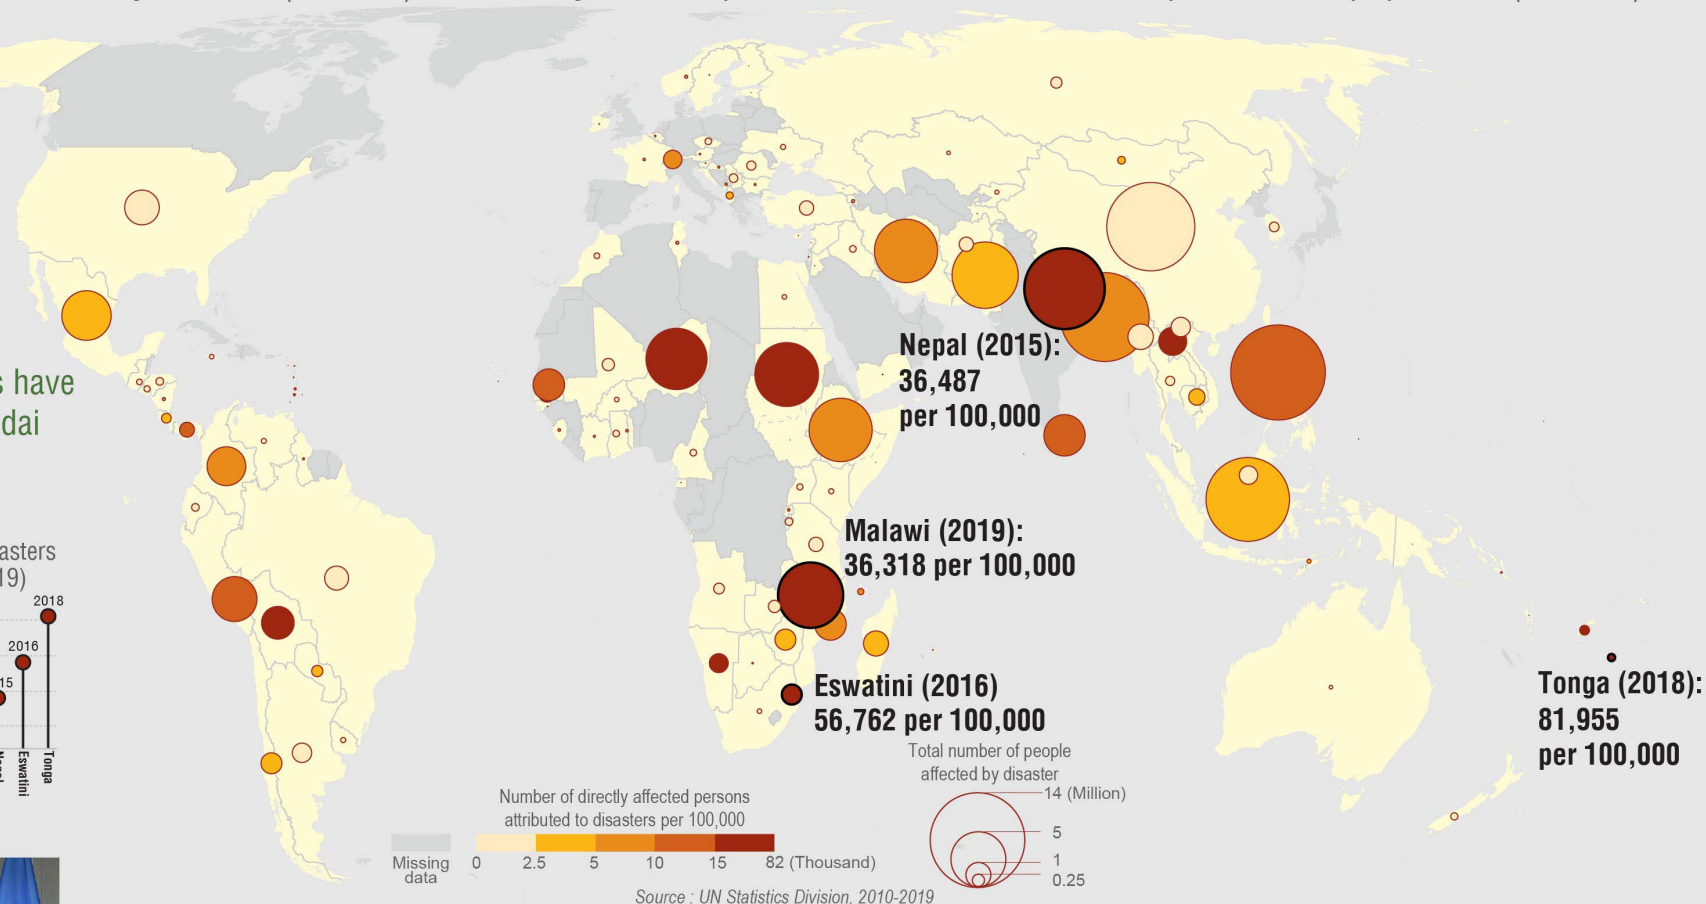 s have
dai
asters
19)
2018
2016
15
Eswatini
Tonga
Nepal (2015):
36,487
per 100,000
Malawi (2019):
36,318 per 100,000
Eswatini (2016)
56,762 per 100,000
Tonga (2018):
81,955
per 100,000
Total number of people
affected by disaster
14 (Million)
5
1
0.25
Number of directly affected persons
attributed to disasters per 100,000
Missing
data
0 2.5 5 10 15 82 (Thousand)
Source : UN Statistics Division, 2010-2019